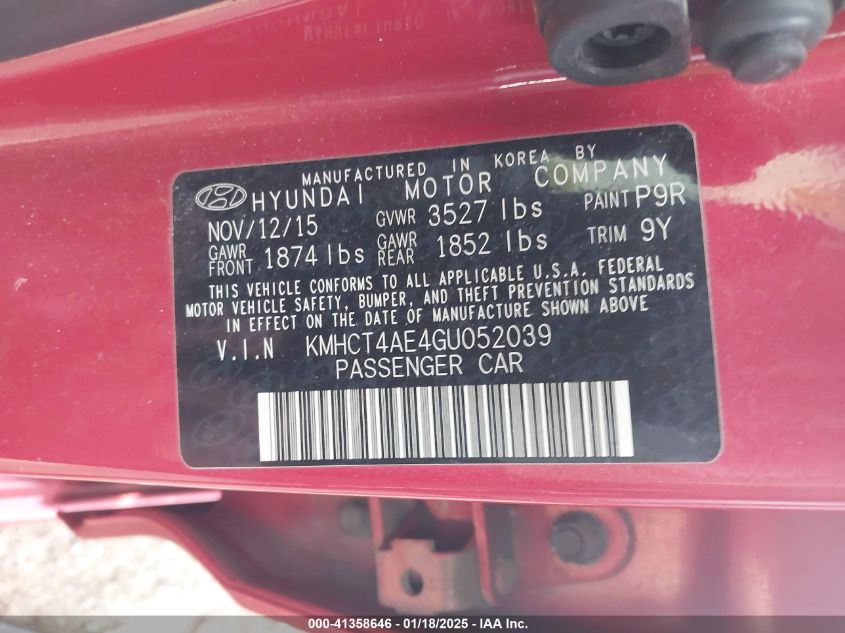 MANUFACTURED IN KOREA BY
HYUNDAI MOTOR COMPANY
NOV/12/15 GVWR 3527 lbs PAINT P9R
GAWR FRONT 1874 lbs GAWR REAR 1852 lbs TRIM 9Y
THIS VEHICLE CONFORMS TO ALL APPLICABLE U.S.A. FEDERAL
MOTOR VEHICLE SAFETY, BUMPER, AND THEFT PREVENTION STANDARDS
IN EFFECT ON THE DATE OF MANUFACTURE SHOWN ABOVE
V.I.N KMHCT4AE4GU052039
PASSENGER CAR
000-41358646 - 01/18/2025 - IAA Inc.